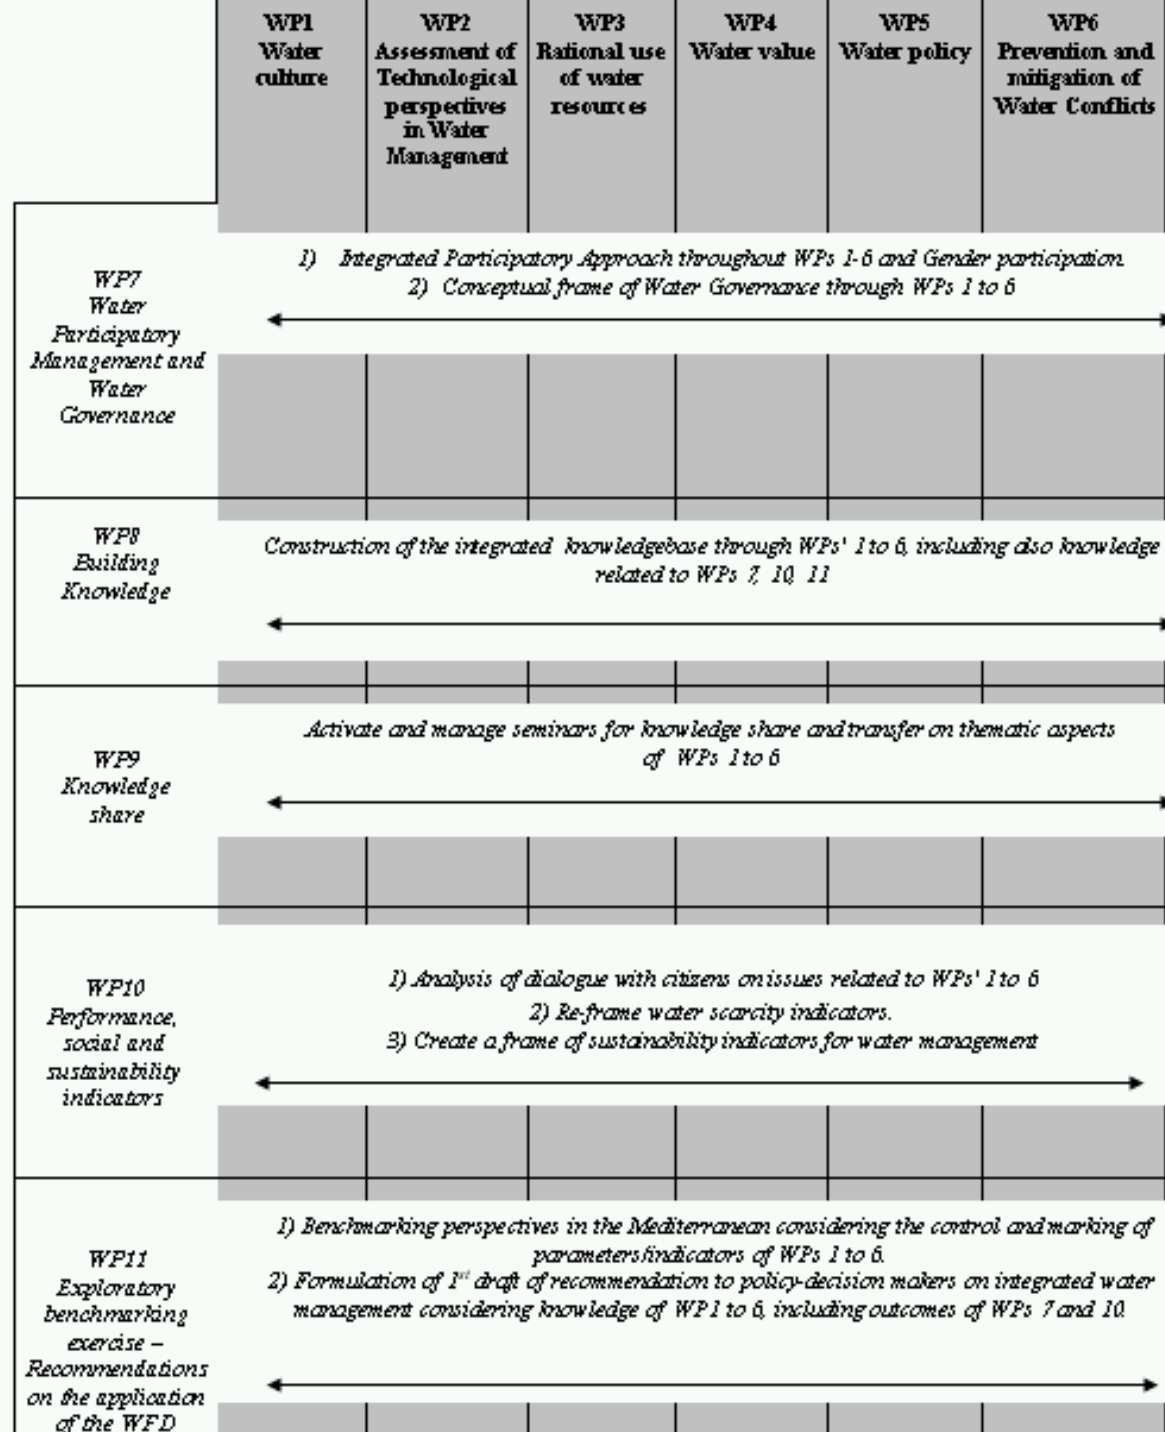 WP1
Water
culture
WP2
Assessment of
Technological
perspectives
in Water
Management
WP3
Rational use
of water
resources
WP4
Water value
WP5
Water policy
WP6
Prevention and
mitigation of
Water Conflicts
WP7
Water
Participatory
Management and
Water
Governance
1) Integrated Participatory Approach throughout WPs 1-6 and Gender participation.
2) Conceptual frame of Water Governance through WPs 1 to 6
WP8
Building
Knowledge
Construction of the integrated knowledgebase through WPs' 1 to 6, including also knowledge
related to WPs 7, 10, 11
WP9
Knowledge
share
Activate and manage seminars for knowledge share and transfer on thematic aspects
of WPs 1 to 6
WP10
Performance,
social and
sustainability
indicators
1) Analysis of dialogue with citizens on issues related to WPs' 1 to 6
2) Re-frame water scarcity indicators.
3) Create a frame of sustainability indicators for water management
WP11
Exploratory
benchmarking
exercise –
Recommendations
on the application
of the WFD
1) Benchmarking perspectives in the Mediterranean considering the control and marking of
parameters/indicators of WPs 1 to 6.
2) Formulation of 1st draft of recommendation to policy-decision makers on integrated water
management considering knowledge of WP1 to 6, including outcomes of WPs 7 and 10.